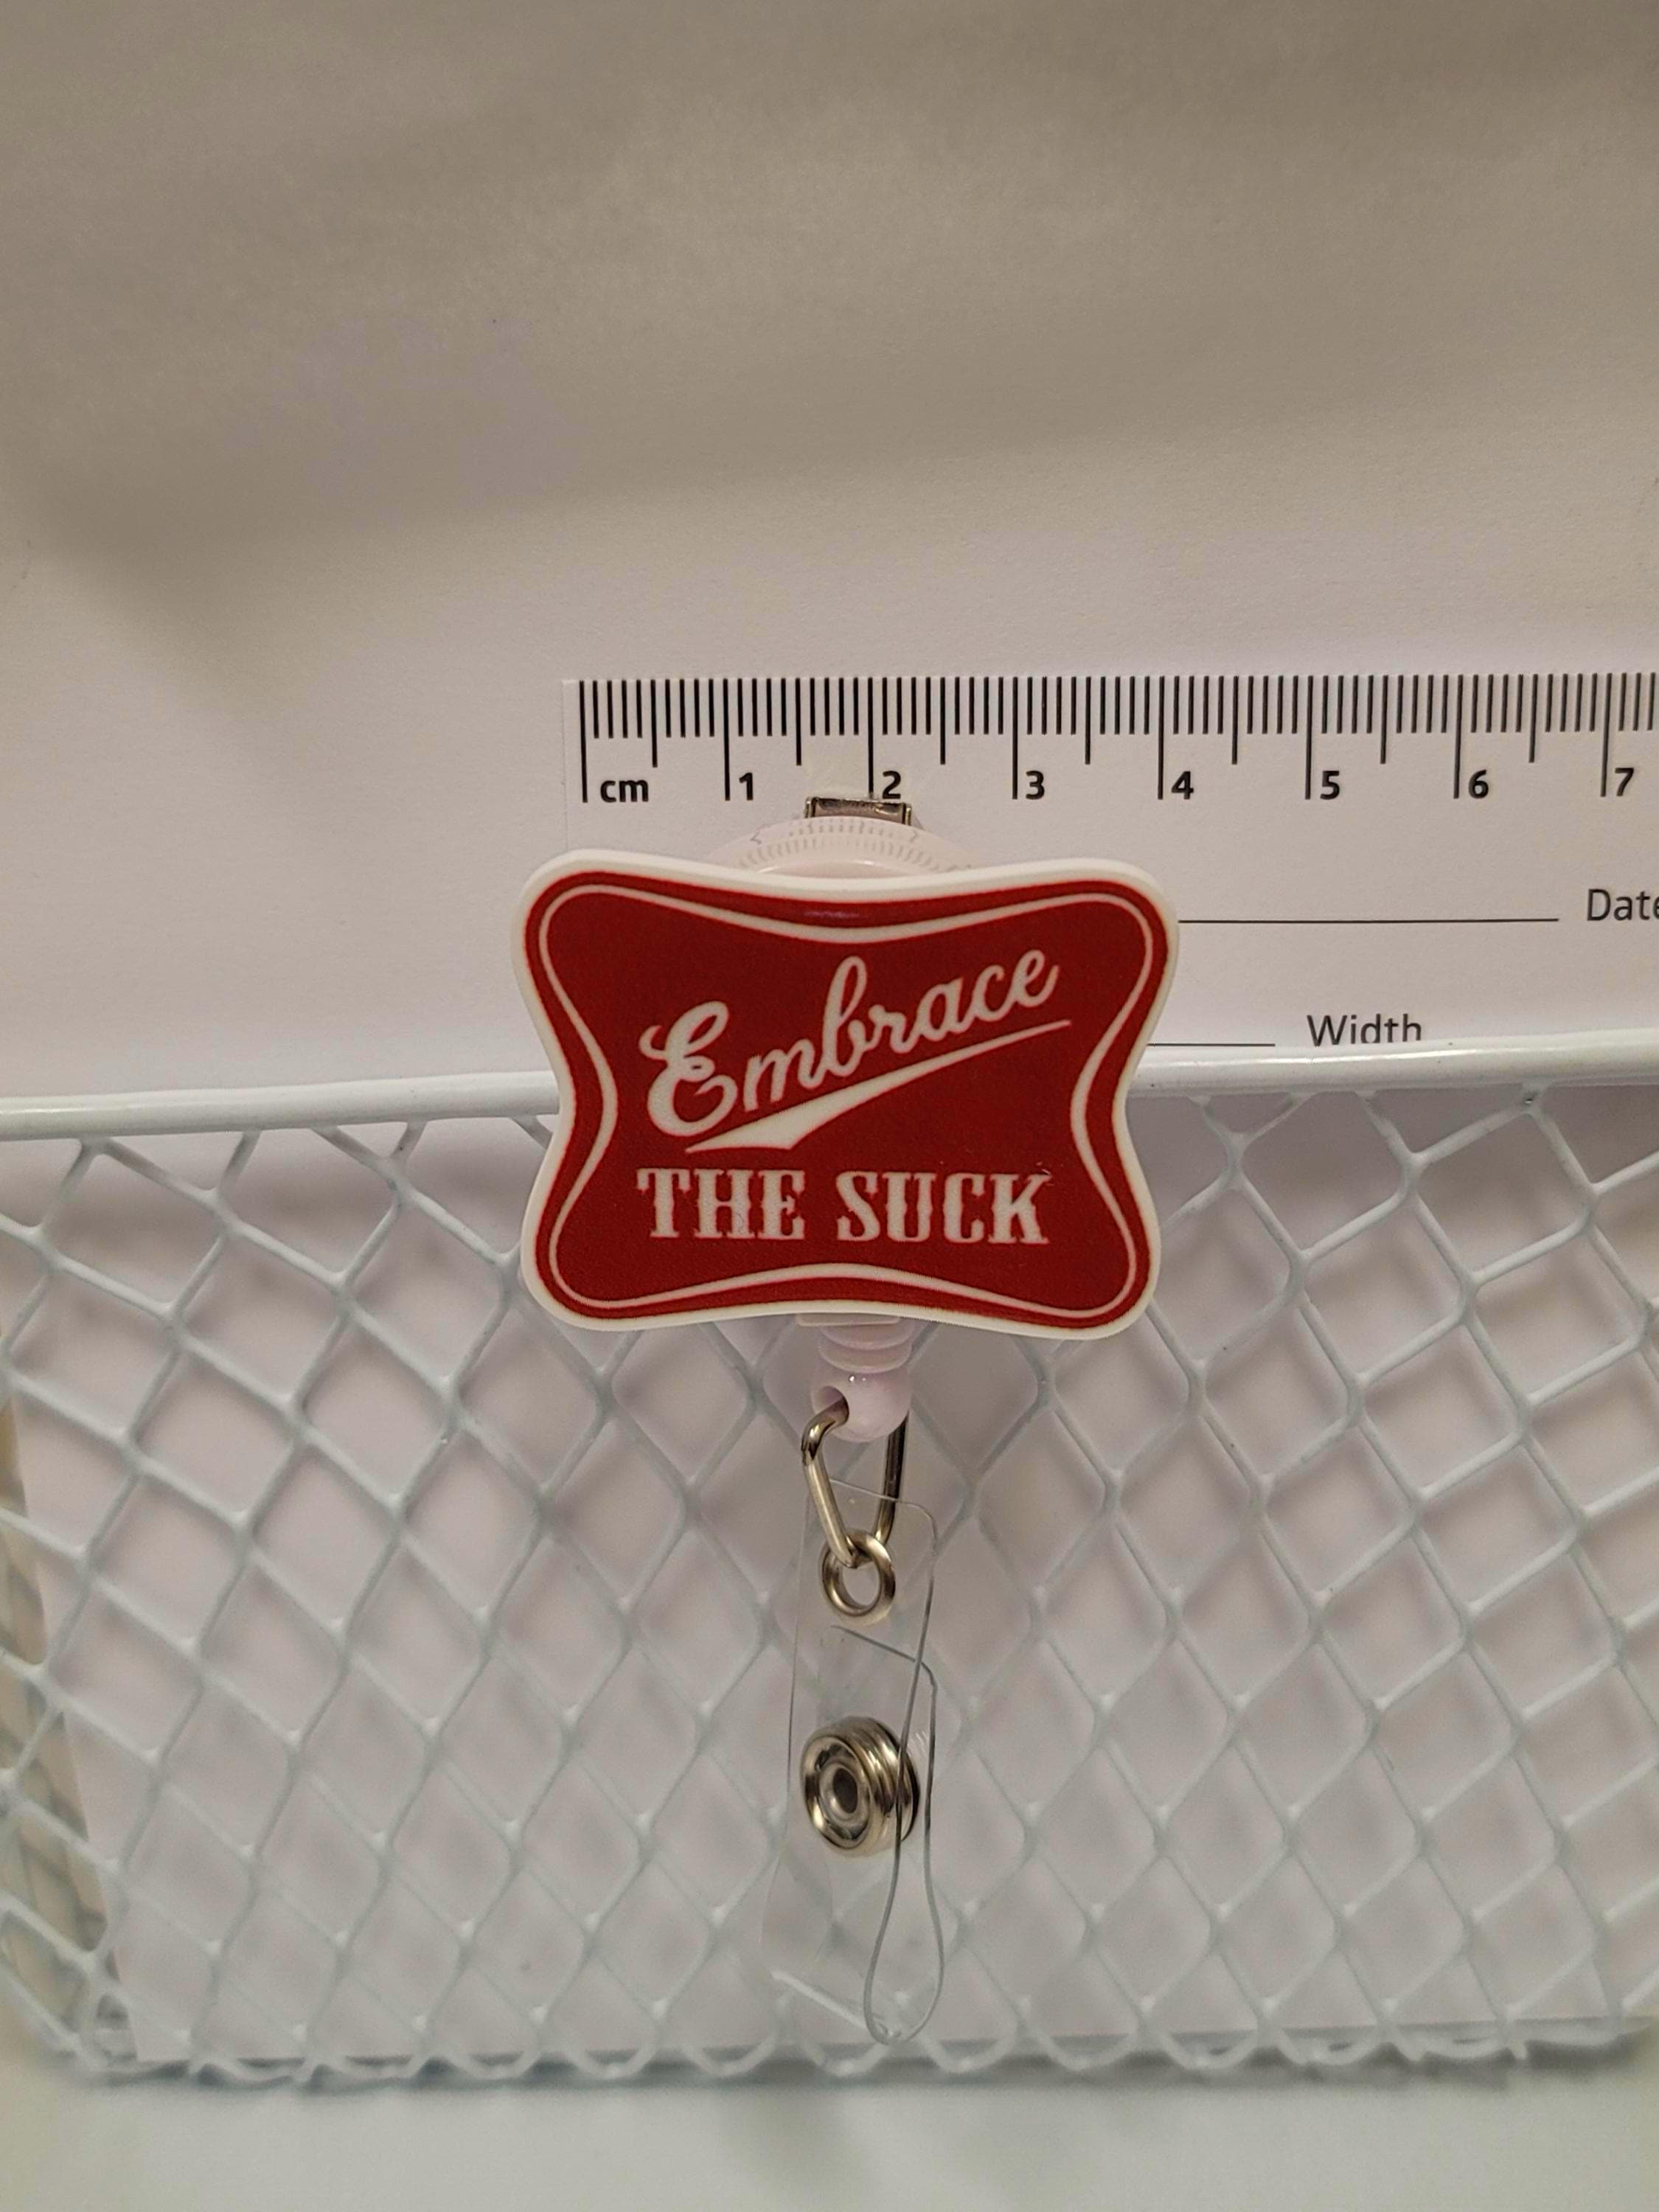 cm 1 2 3 4 5 6 7
Date
Width
Embrace
THE SUCK